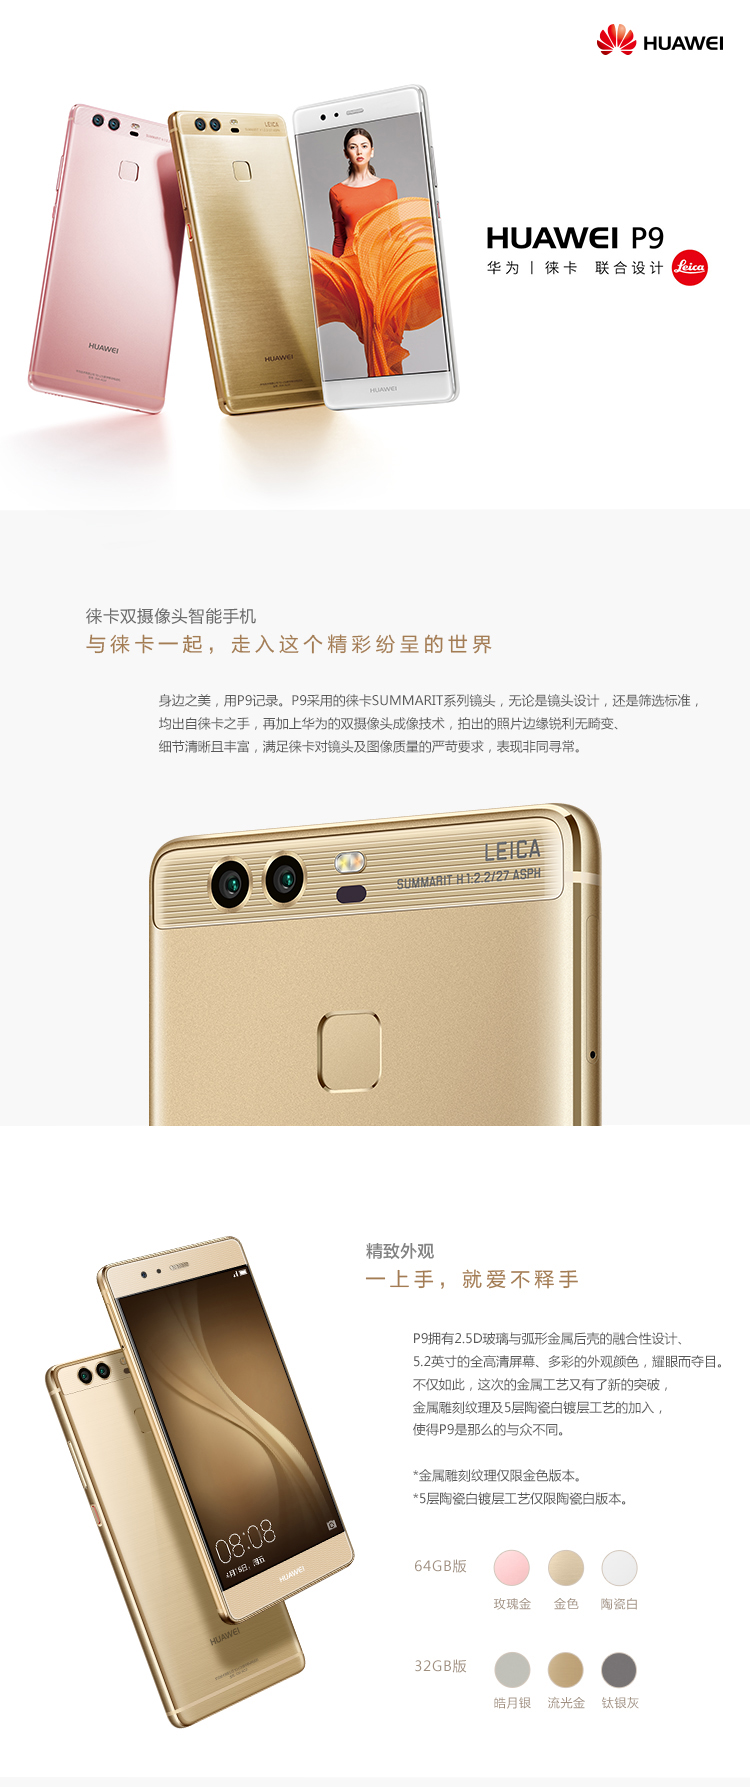 HUAWEI
LEICA
HUAWEI
HUAWEI
HUAWEI
HUAWEI P9
华为 | 徕卡 联合设计 Leica
徕卡双摄像头智能手机
与徕卡一起，走入这个精彩纷呈的世界
身边之美，用P9记录。P9采用的徕卡SUMMARIT系列镜头，无论是镜头设计，还是筛选标准，
均出自徕卡之手，再加上华为的双摄像头成像技术，拍出的照片边缘锐利无畸变、
细节清晰且丰富，满足徕卡对镜头及图像质量的严苛要求，表现非同寻常。
LEICA
SUMMARIT H 1:2.2/27 ASPH
精致外观
一上手，就爱不释手
P9拥有2.5D玻璃与弧形金属后壳的融合性设计、
5.2英寸的全高清屏幕、多彩的外观颜色，耀眼而夺目。
不仅如此，这次的金属工艺又有了新的突破，
金属雕刻纹理及5层陶瓷白镀层工艺的加入，
使得P9是那么的与众不同。
*金属雕刻纹理仅限金色版本。
*5层陶瓷白镀层工艺仅限陶瓷白版本。
08:08
HUAWEI
HUAWEI
64GB版
玫瑰金 金色 陶瓷白
32GB版
皓月银 流光金 钛银灰